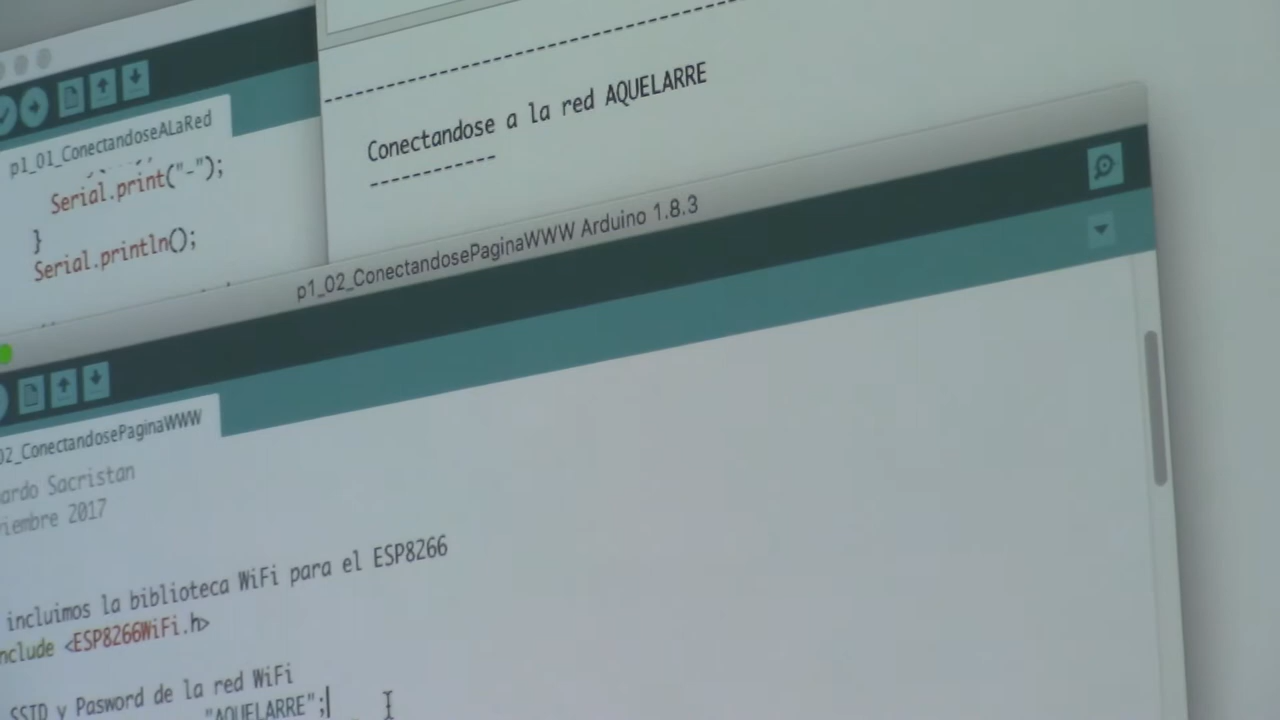 --------------------------------------------
Conectandose a la red AQUELARRE
----------
p1_01_ConectandoseALaRed
Serial.print("-");
}
Serial.println();
p1_02_ConectandosePaginaWWW Arduino 1.8.3
02_ConectandosePaginaWWW
ardo Sacristan
viembre 2017
incluimos la biblioteca WiFi para el ESP8266
nclude <ESP8266WiFi.h>
SSID y Pasword de la red WiFi
"AQUELARRE";